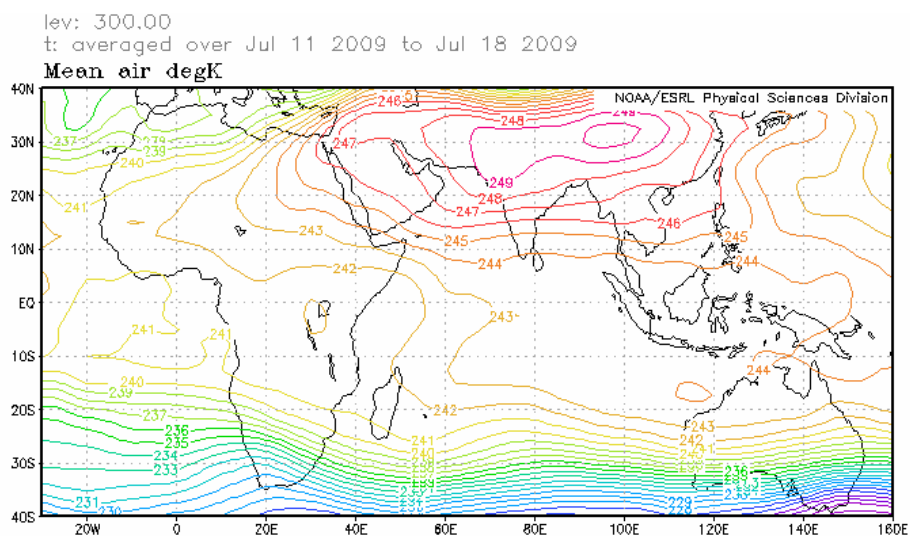 lev: 300.00
t: averaged over Jul 11 2009 to Jul 18 2009
Mean air degK
NOAA/ESRL Physical Sciences Division
40N
30N
20N
10N
EQ
10S
20S
30S
40S
246
248
237
239
247
240
249
241
248
247
246
243
245
245
242
244
244
241
241
243
244
240
239
242
237
243
236
241
242
235
240
234
233
231
229
230
20W 0 20E 40E 60E 80E 100E 120E 140E 160E